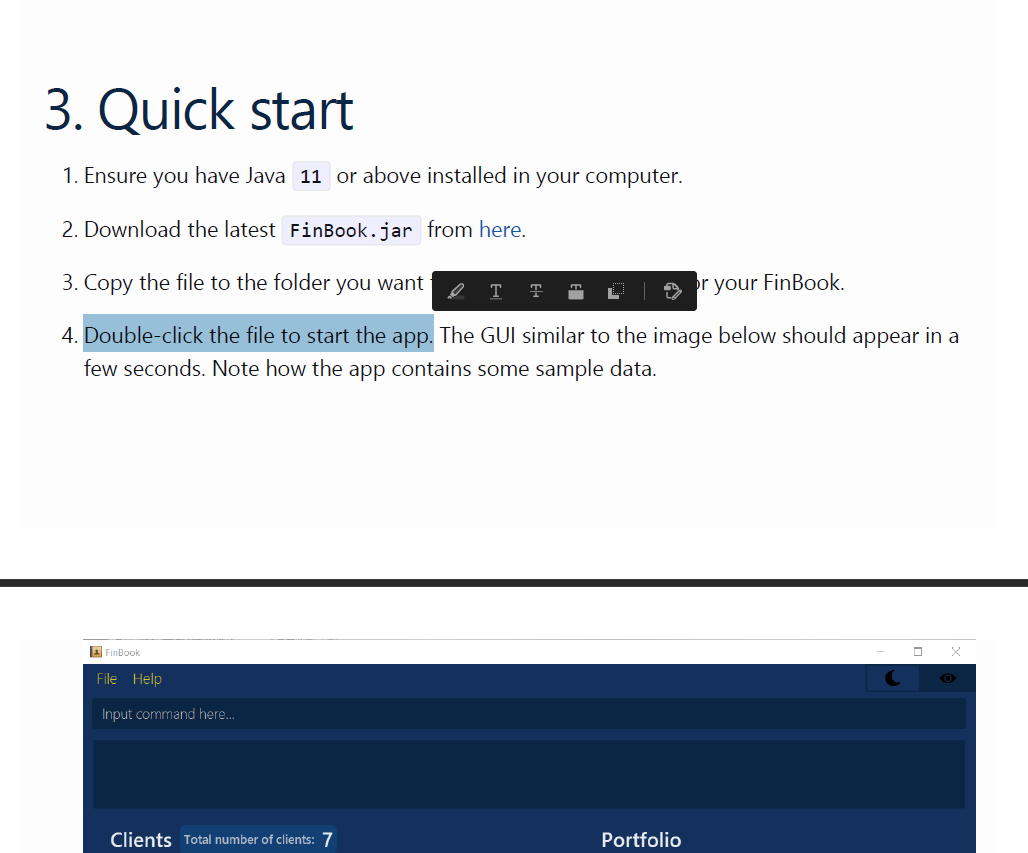 3. Quick start
1. Ensure you have Java 11 or above installed in your computer.
2. Download the latest FinBook.jar from here.
3. Copy the file to the folder you want r your FinBook.
4. Double-click the file to start the app. The GUI similar to the image below should appear in a
few seconds. Note how the app contains some sample data.
FinBook
File Help
Input command here...
Clients Total number of clients: 7 Portfolio